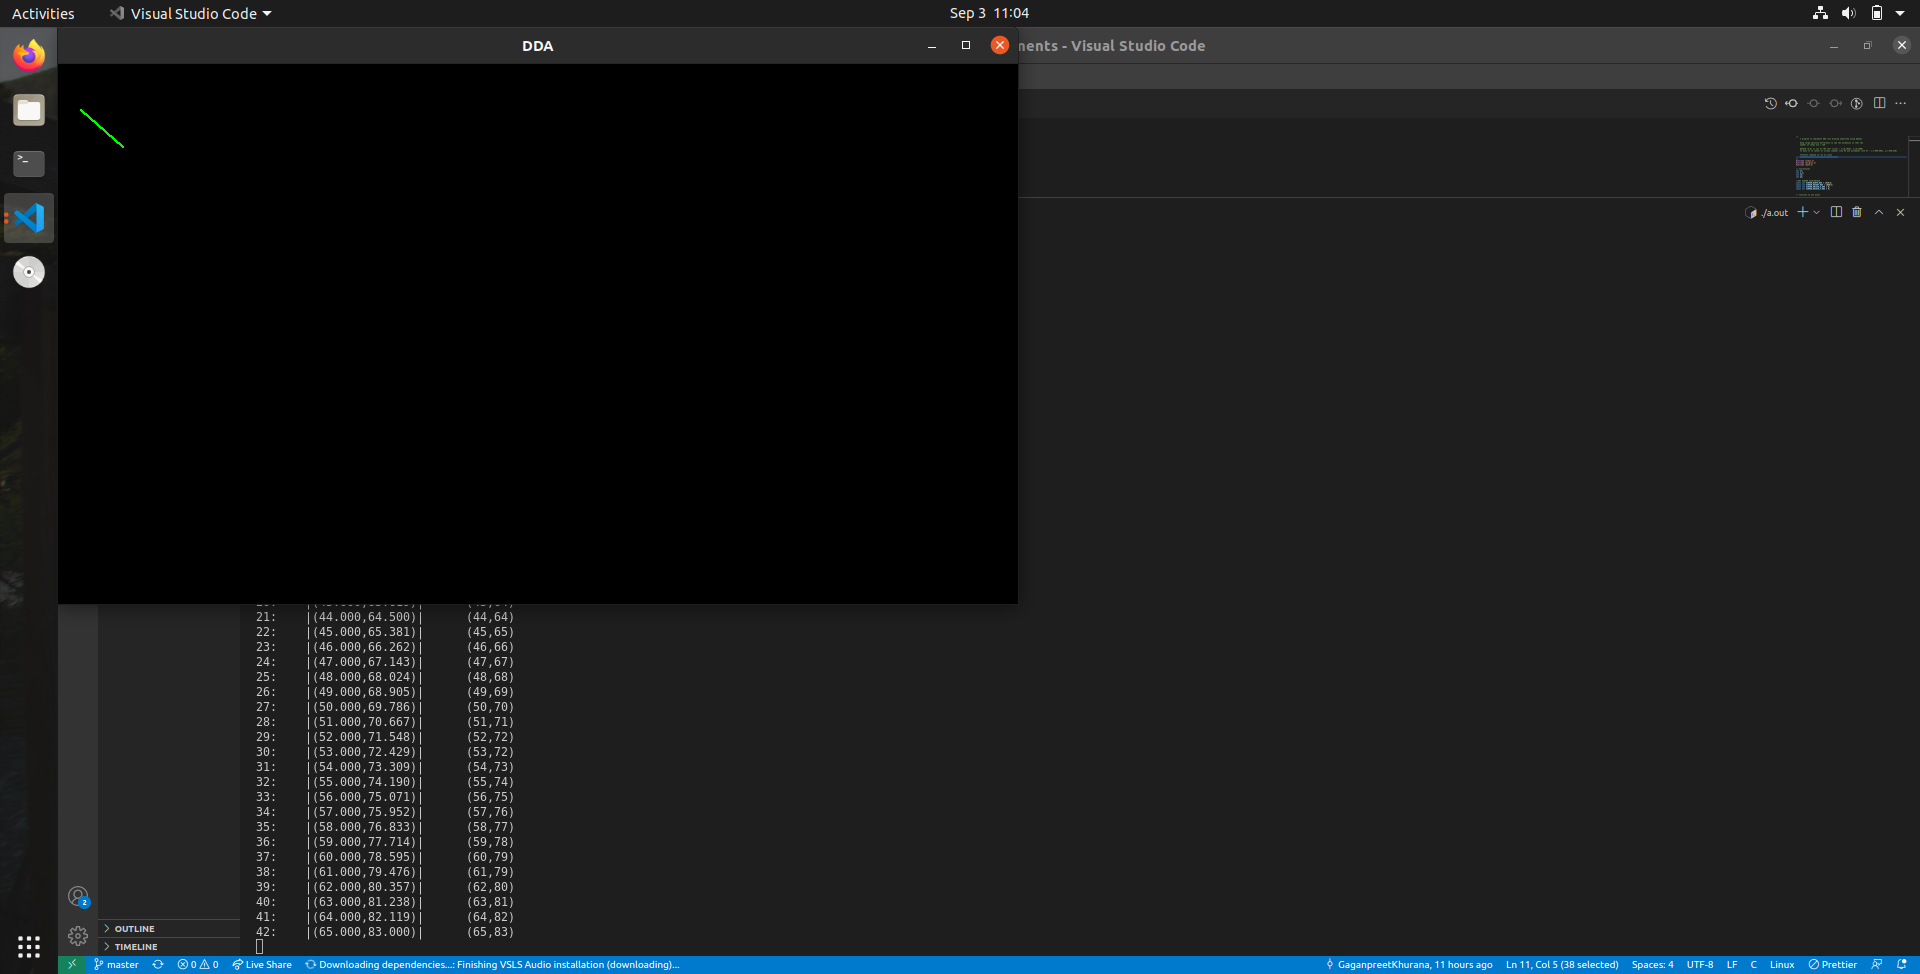 Activities
Visual Studio Code
Sep 3 11:04
DDA
ments - Visual Studio Code
./a.out
21: |(44.000,64.500)| (44,64)
22: |(45.000,65.381)| (45,65)
23: |(46.000,66.262)| (46,66)
24: |(47.000,67.143)| (47,67)
25: |(48.000,68.024)| (48,68)
26: |(49.000,68.905)| (49,69)
27: |(50.000,69.786)| (50,70)
28: |(51.000,70.667)| (51,71)
29: |(52.000,71.548)| (52,72)
30: |(53.000,72.429)| (53,72)
31: |(54.000,73.309)| (54,73)
32: |(55.000,74.190)| (55,74)
33: |(56.000,75.071)| (56,75)
34: |(57.000,75.952)| (57,76)
35: |(58.000,76.833)| (58,77)
36: |(59.000,77.714)| (59,78)
37: |(60.000,78.595)| (60,79)
38: |(61.000,79.476)| (61,79)
39: |(62.000,80.357)| (62,80)
40: |(63.000,81.238)| (63,81)
41: |(64.000,82.119)| (64,82)
42: |(65.000,83.000)| (65,83)
2
OUTLINE
TIMELINE
master 0 0 Live Share Downloading dependencies...: Finishing VSLS Audio installation (downloading)... GaganpreetKhurana, 11 hours ago Ln 11, Col 5 (38 selected) Spaces: 4 UTF-8 LF C Linux Prettier